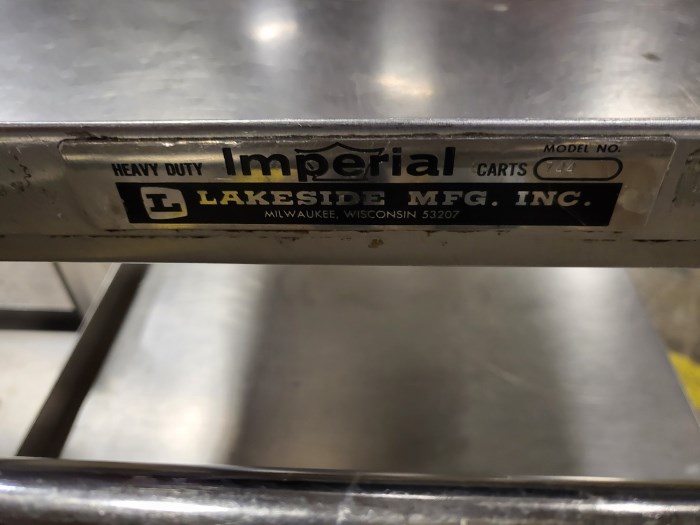 HEAVY DUTY Imperial CARTS MODEL NO.
L LAKESIDE MFG. INC.
MILWAUKEE, WISCONSIN 53207